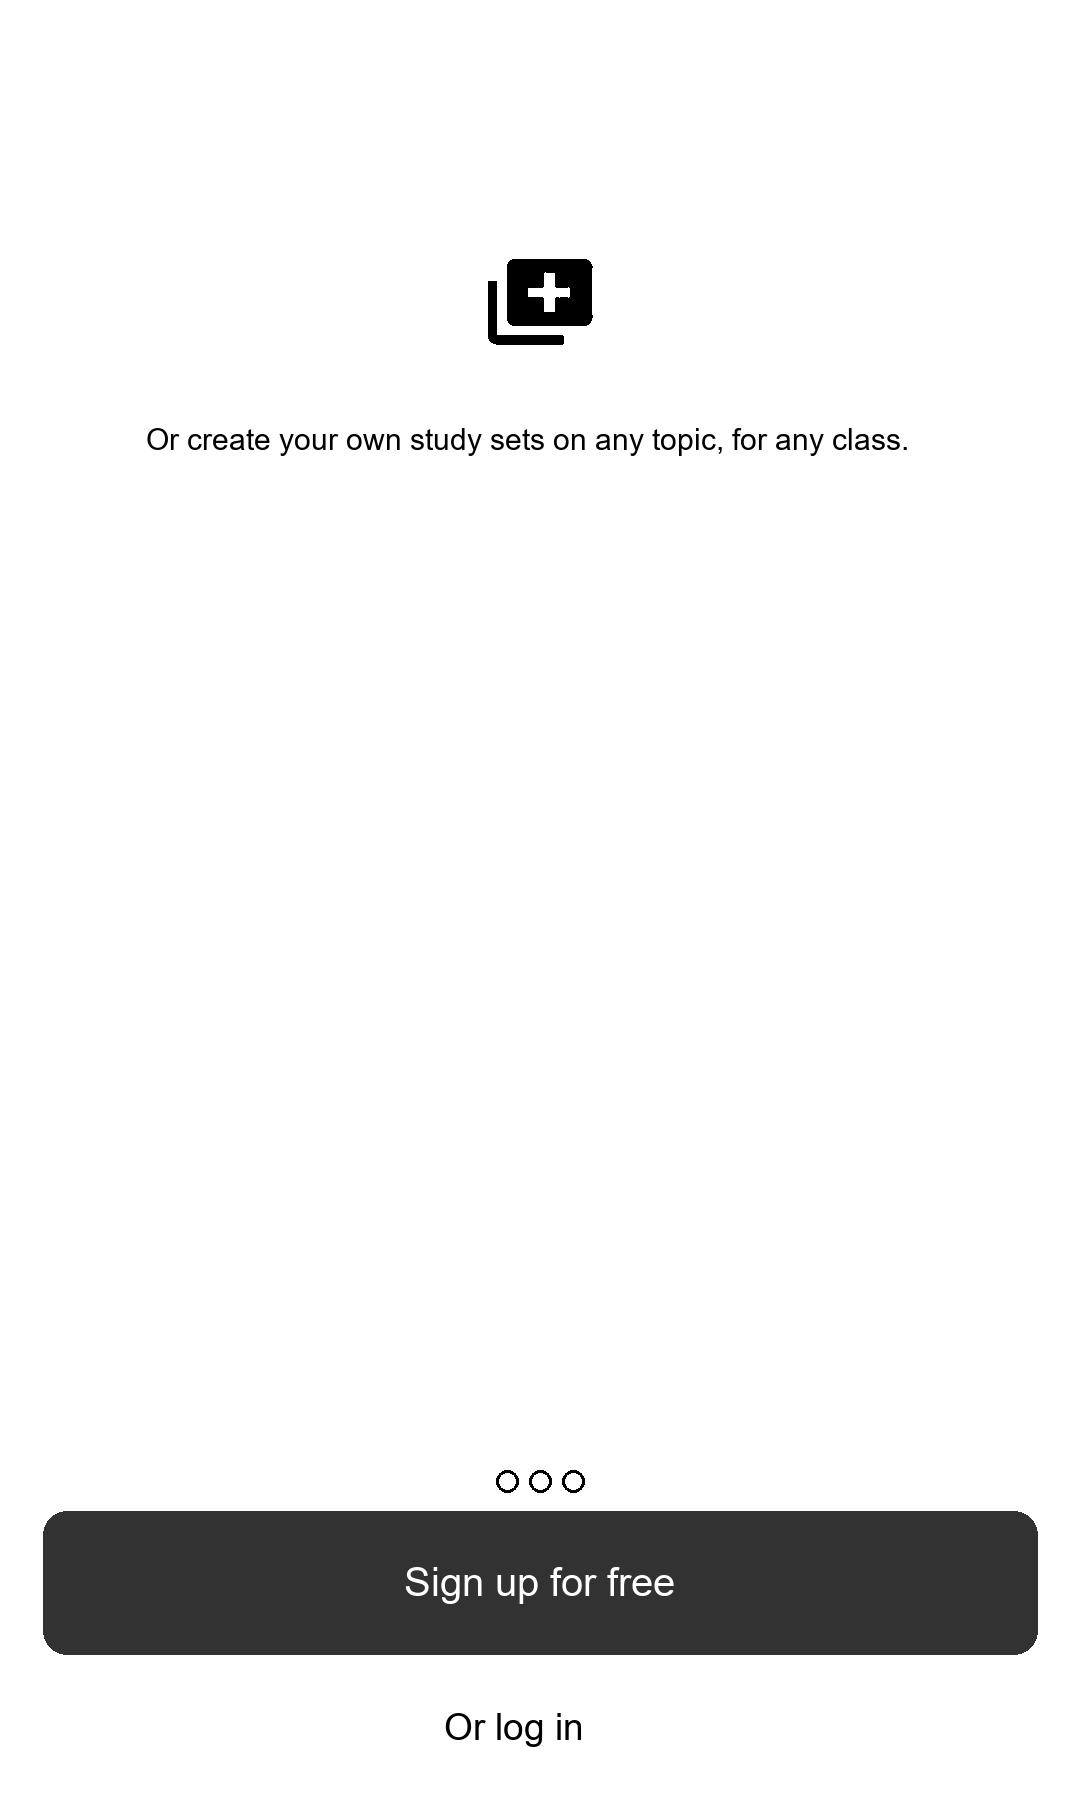 Or create your own study sets on any topic, for any class.
Sign up for free
Or log in